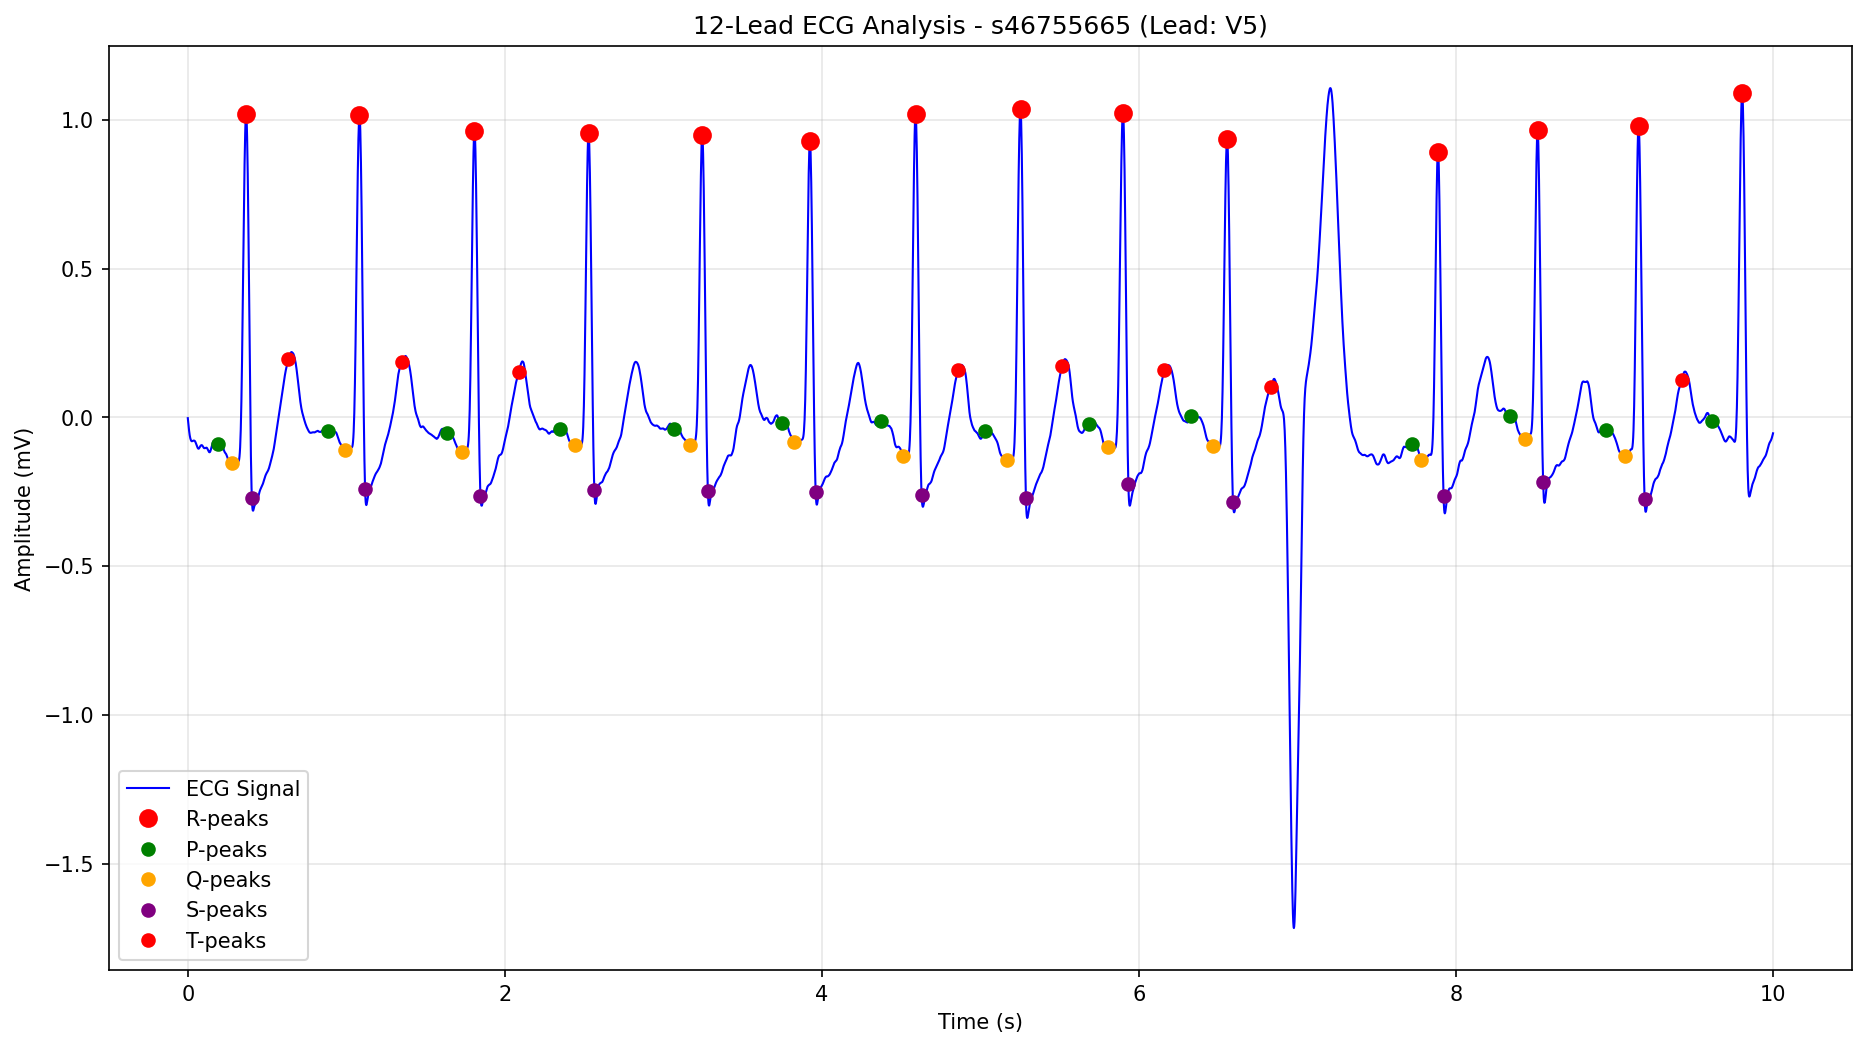 12-Lead ECG Analysis - s46755665 (Lead: V5)
Amplitude (mV)
1.0
0.5
0.0
−0.5
−1.0
−1.5
ECG Signal
R-peaks
P-peaks
Q-peaks
S-peaks
T-peaks
0 2 4 6 8 10
Time (s)